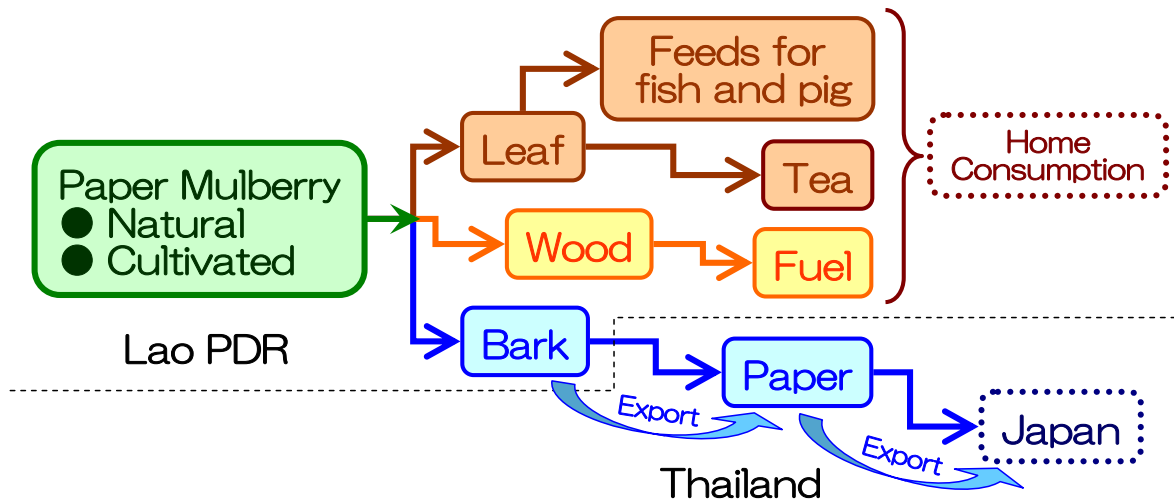 Paper Mulberry
● Natural
● Cultivated
Lao PDR
Leaf
Feeds for
fish and pig
Tea
Wood
Fuel
Home
Consumption
Bark
Export
Paper
Export
Japan
Thailand